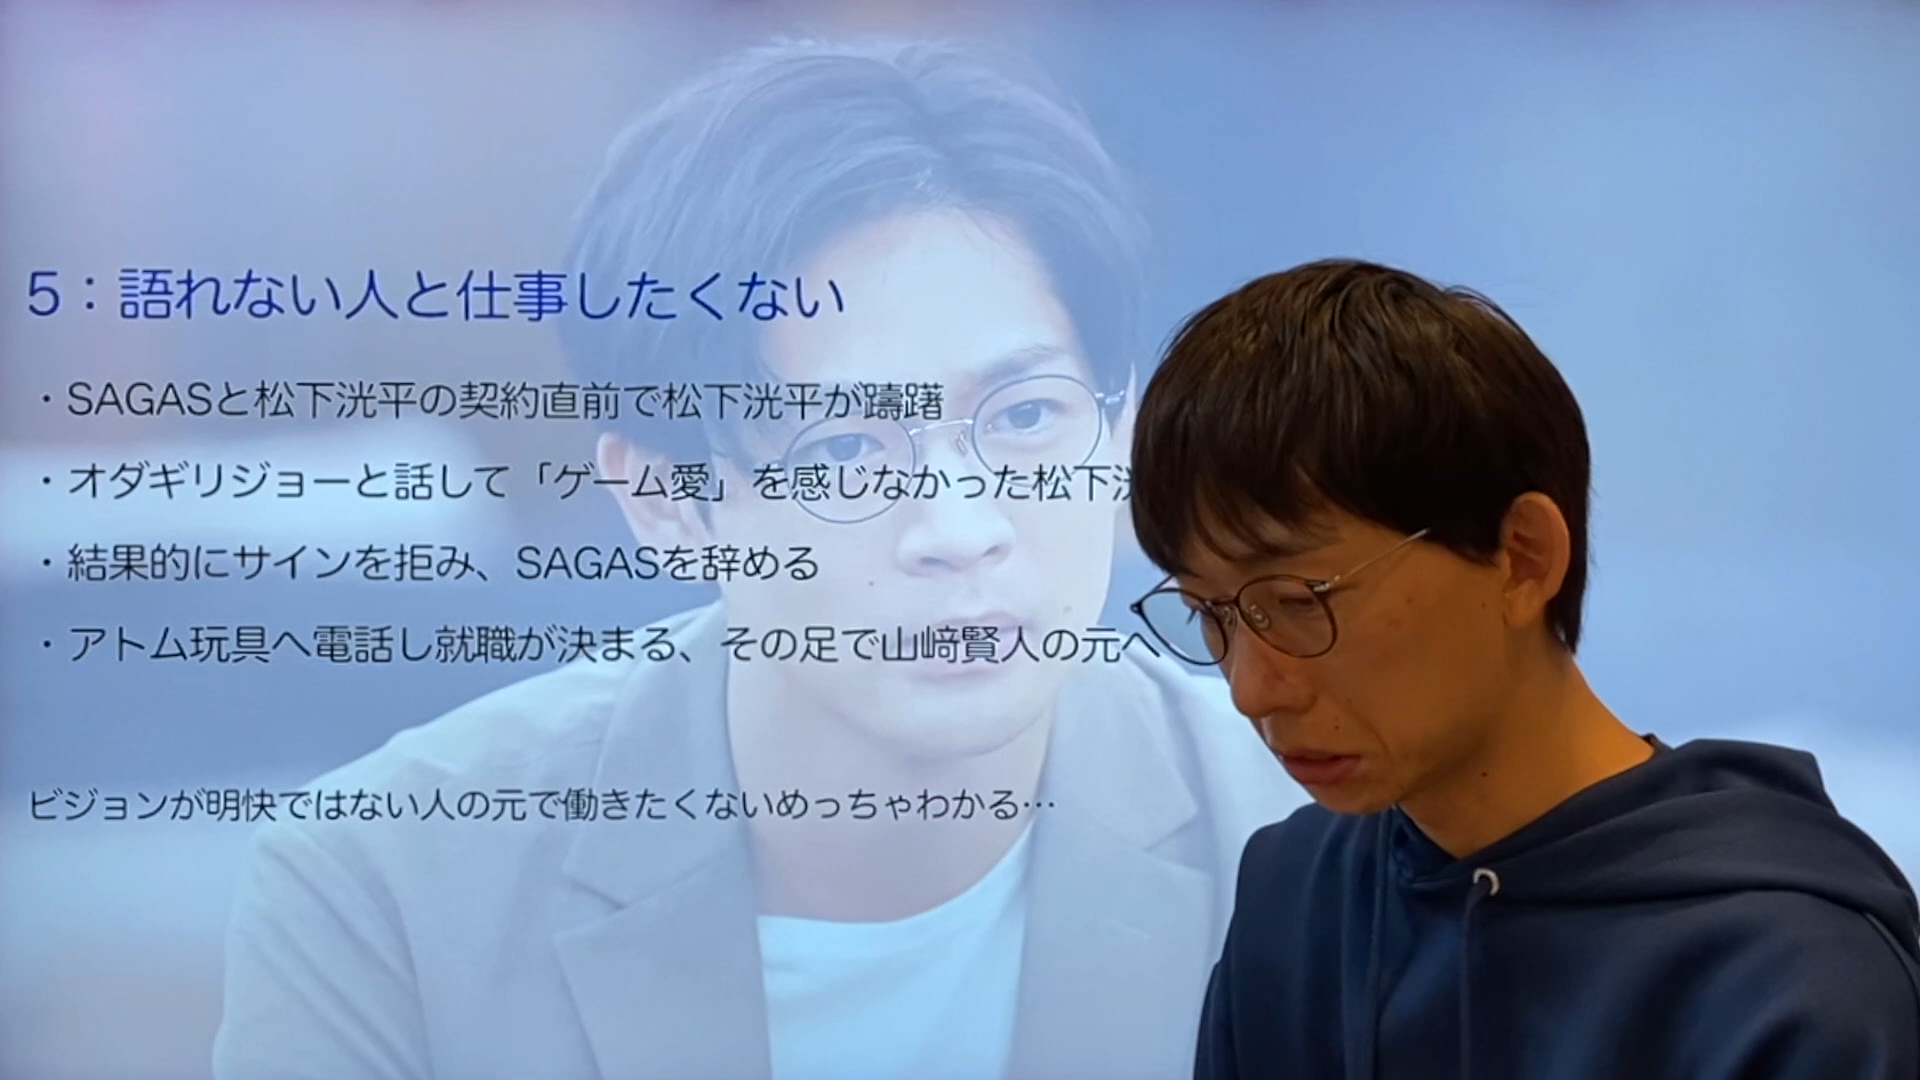 5：語れない人と仕事したくない
・SAGASと松下洸平の契約直前で松下洸平が躊躇
・オダギリジョーと話して「ゲーム愛」を感じなかった松下洸
・結果的にサインを拒み、SAGASを辞める
・アトム玩具へ電話し就職が決まる、その足で山﨑賢人の元へ
ビジョンが明快ではない人の元で働きたくないめっちゃわかる…